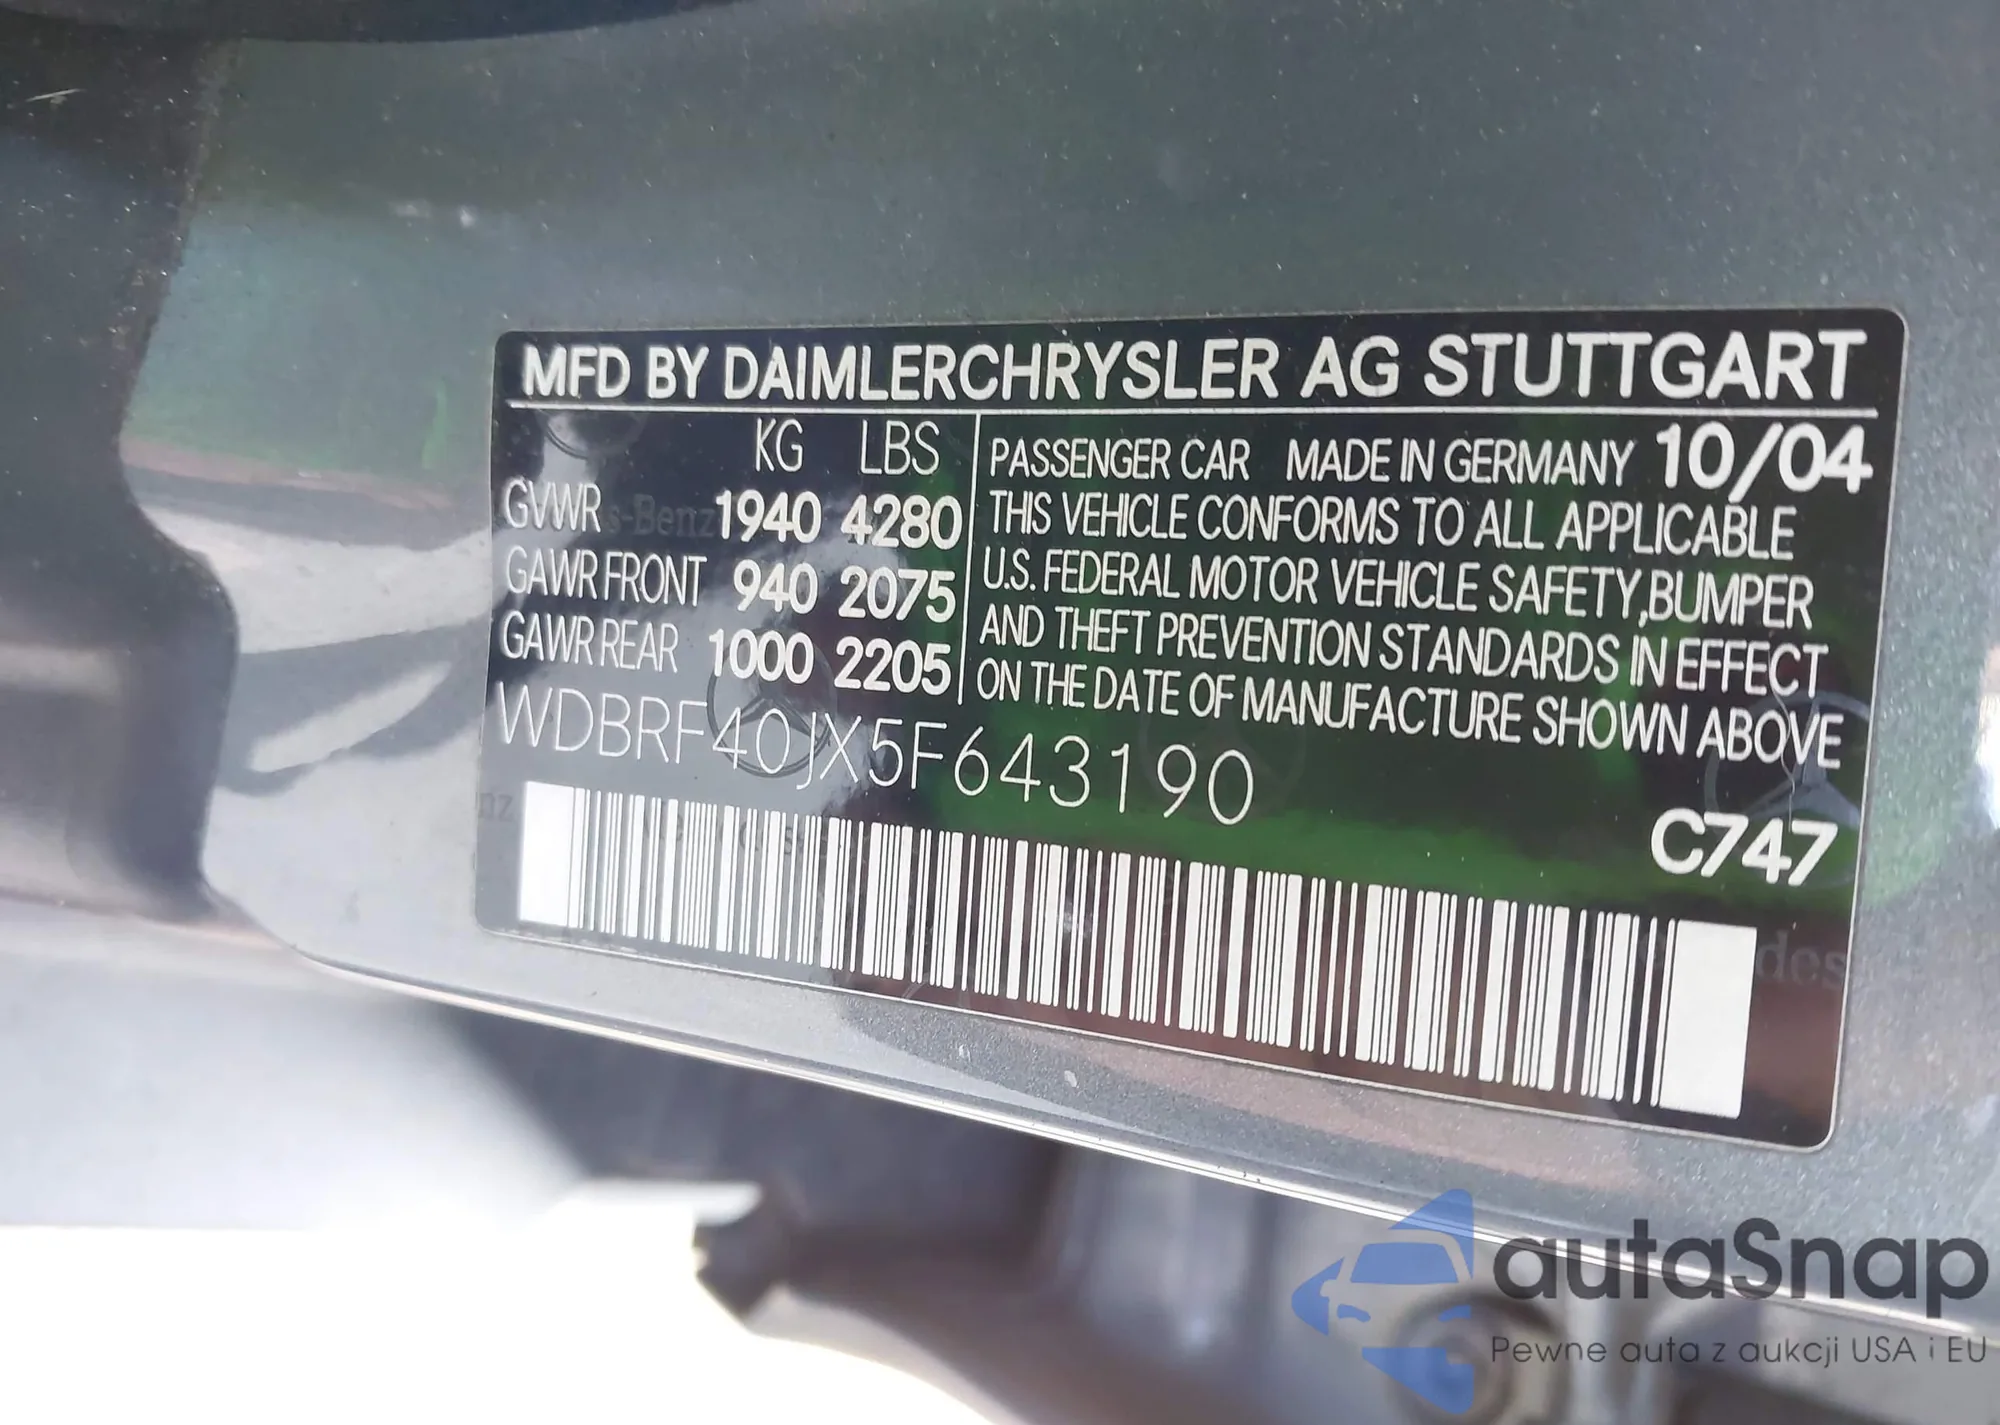 MFD BY DAIMLERCHRYSLER AG STUTTGART
KG LBS
GVWR 1940 4280
GAWR FRONT 940 2075
GAWR REAR 1000 2205
PASSENGER CAR MADE IN GERMANY 10/04
THIS VEHICLE CONFORMS TO ALL APPLICABLE
U.S. FEDERAL MOTOR VEHICLE SAFETY,BUMPER
AND THEFT PREVENTION STANDARDS IN EFFECT
ON THE DATE OF MANUFACTURE SHOWN ABOVE
WDBRF40JX5F643190
C747
autaSnap
Pewne auta z aukcji USA i EU